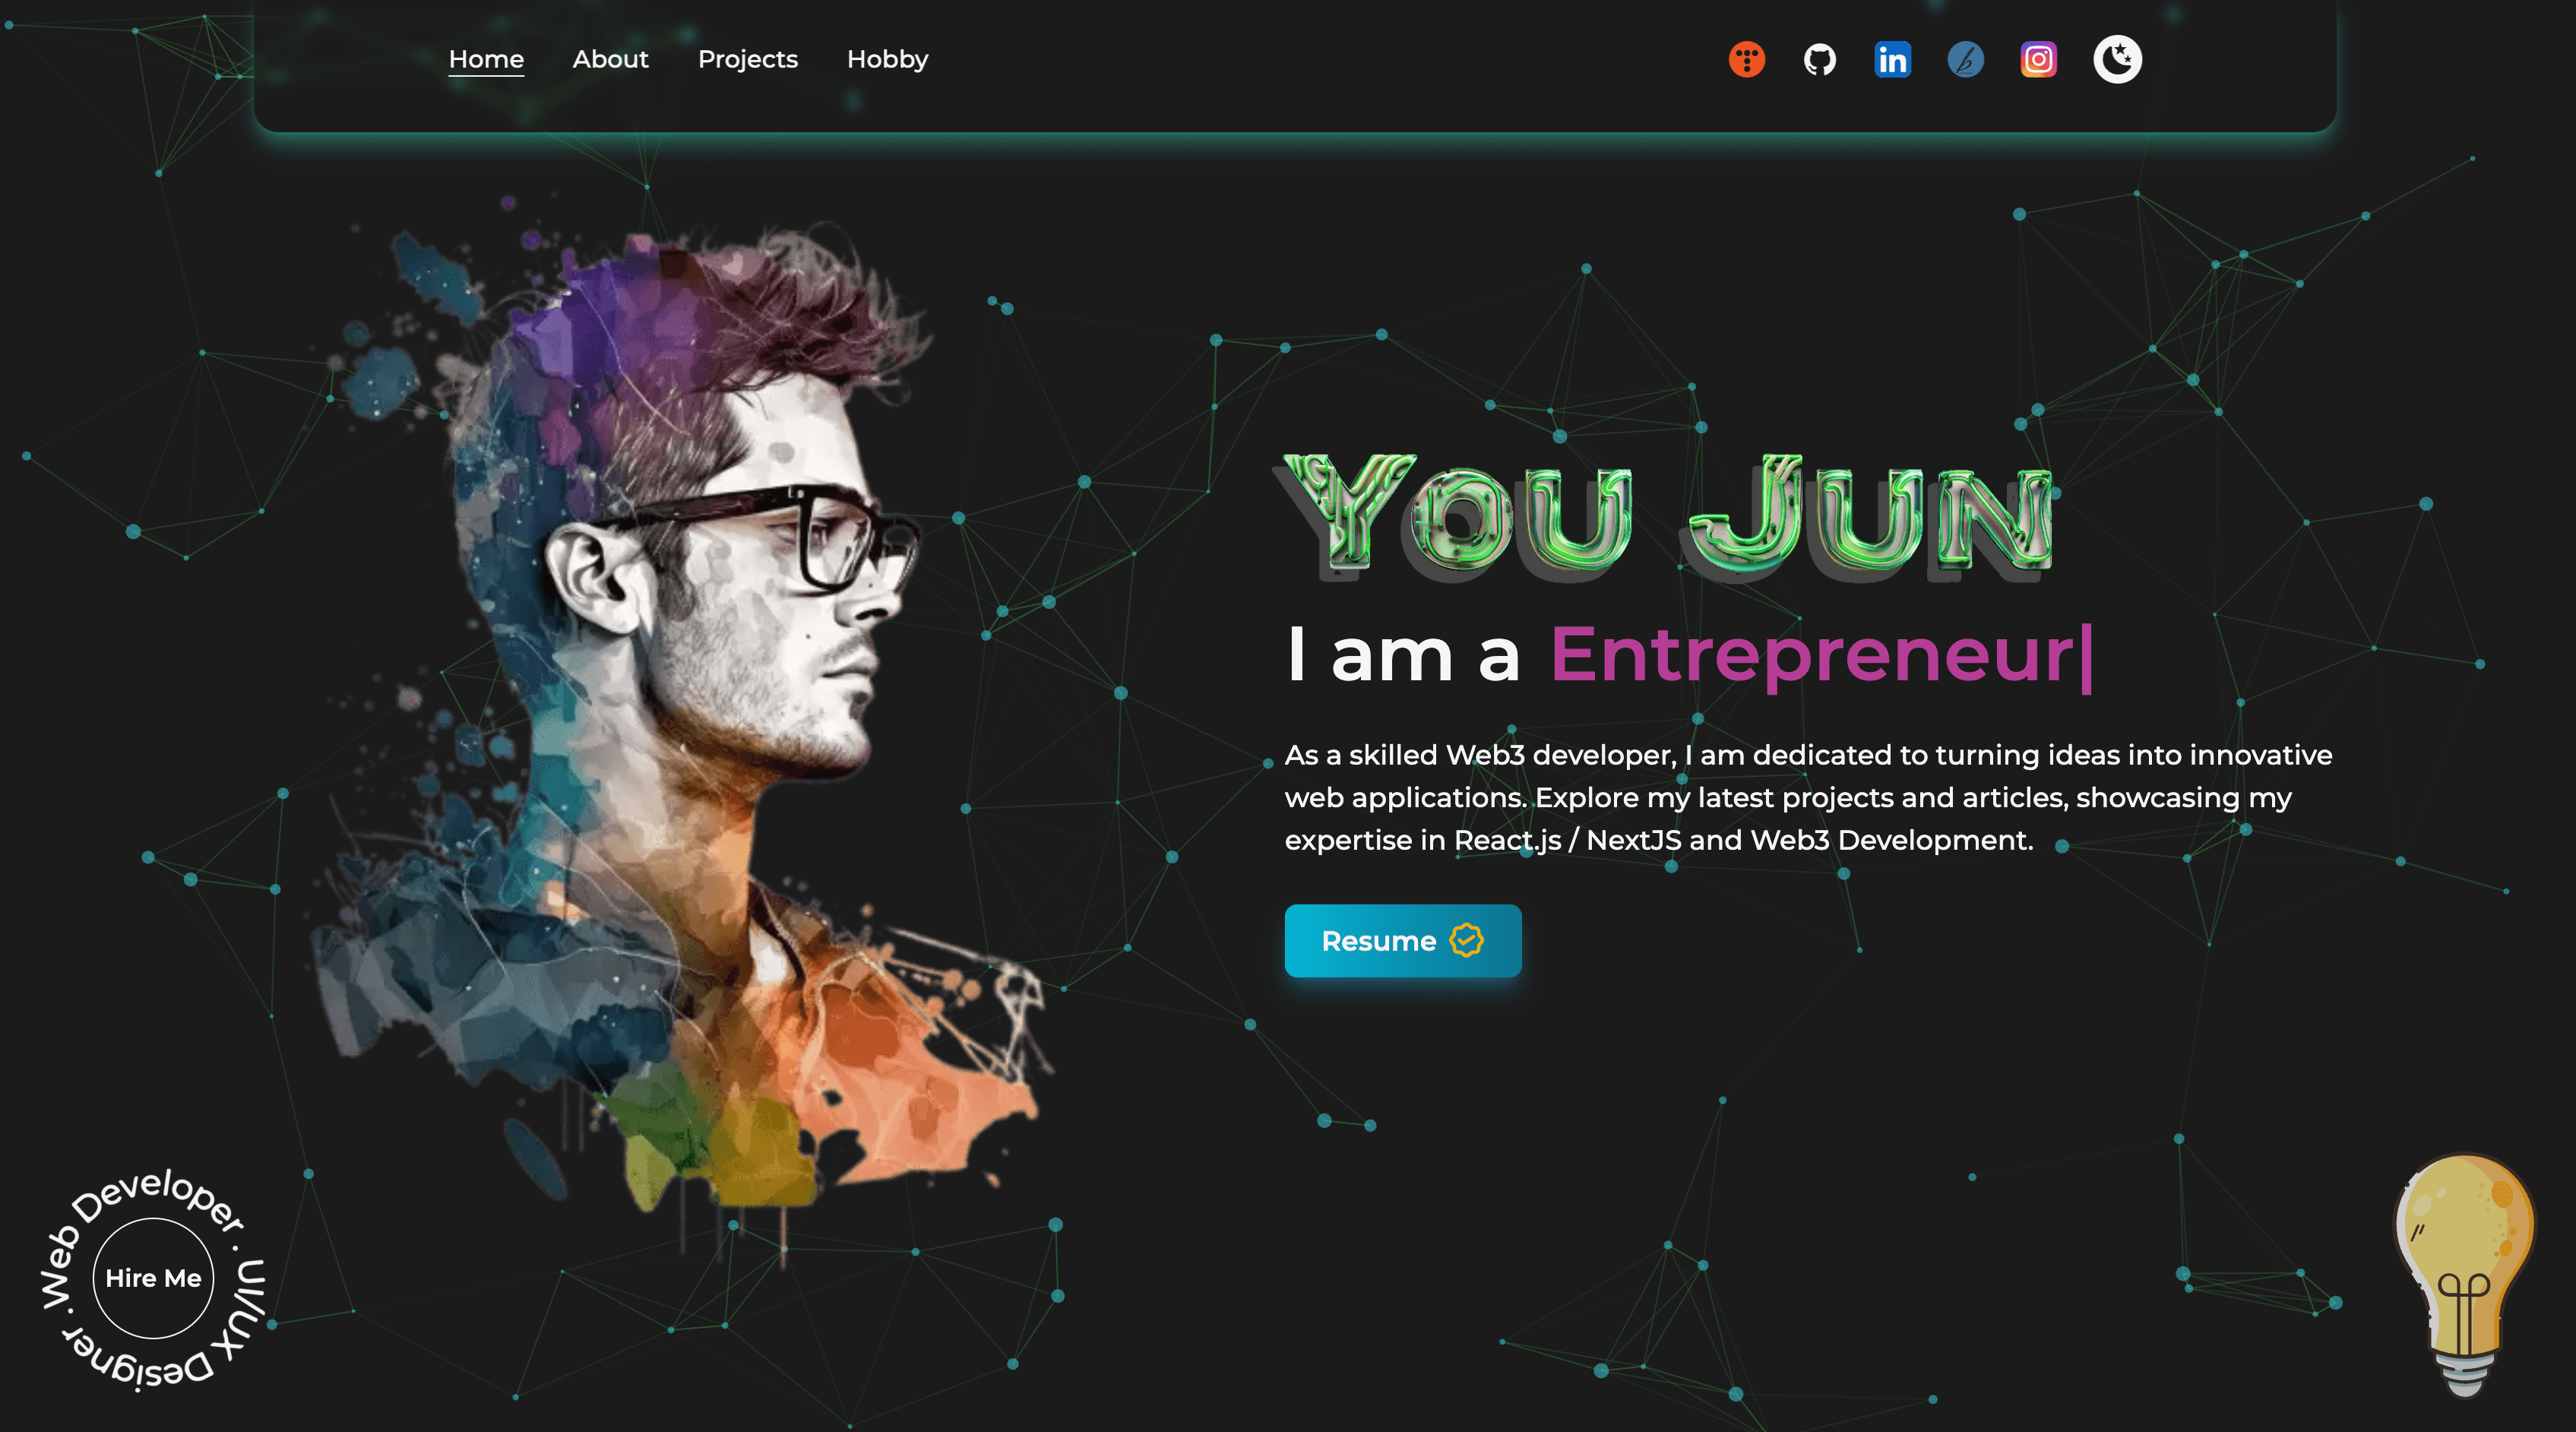 Home
About
Projects
Hobby
in
YOU JUN
I am a Entrepreneur|
As a skilled Web3 developer, I am dedicated to turning ideas into innovative
web applications. Explore my latest projects and articles, showcasing my
expertise in React.js / NextJS and Web3 Development.
Resume
Web Developer . UI/UX Designer .
Hire Me